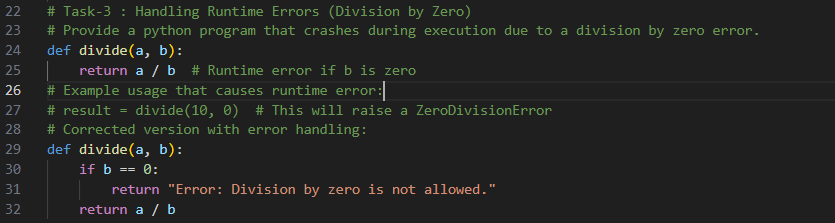 22 # Task-3 : Handling Runtime Errors (Division by Zero)
23 # Provide a python program that crashes during execution due to a division by zero error.
24 def divide(a, b):
25     return a / b  # Runtime error if b is zero
26 # Example usage that causes runtime error:
27 # result = divide(10, 0)  # This will raise a ZeroDivisionError
28 # Corrected version with error handling:
29 def divide(a, b):
30     if b == 0:
31         return "Error: Division by zero is not allowed."
32     return a / b